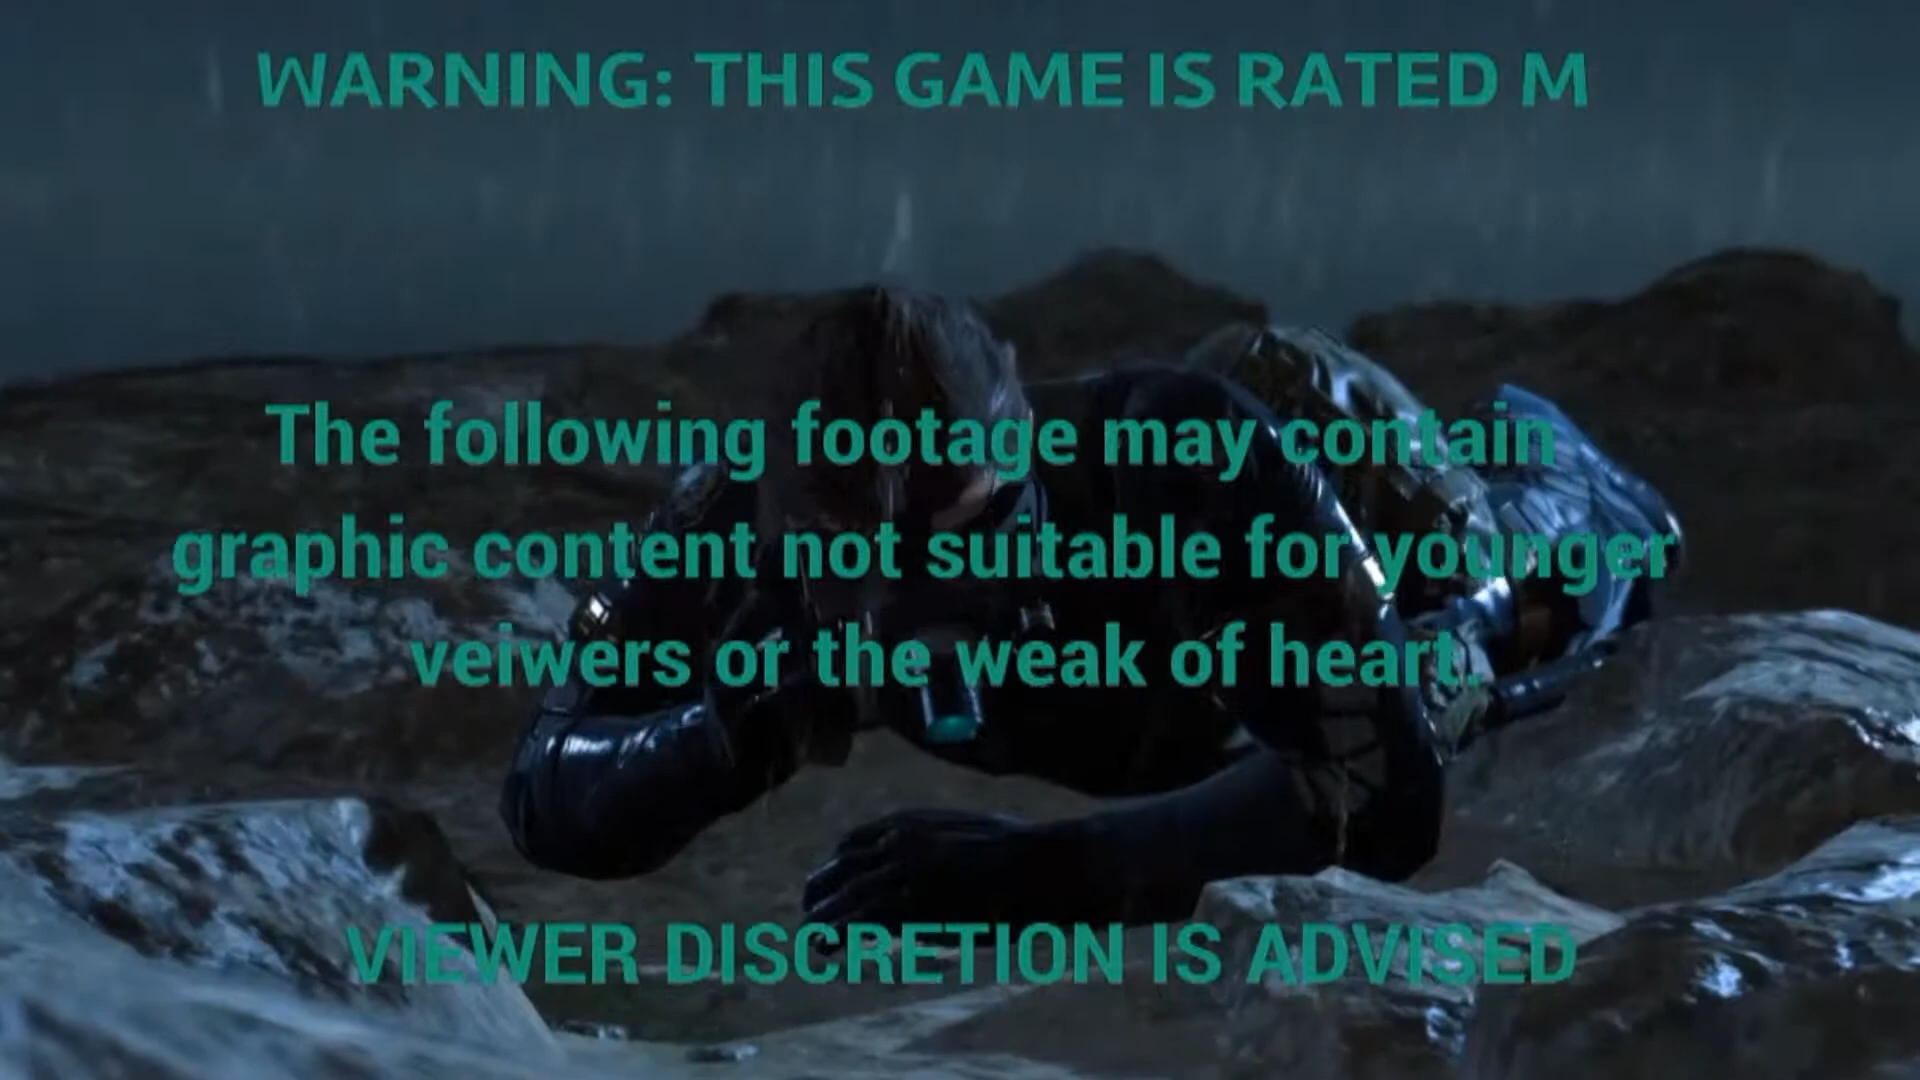 WARNING: THIS GAME IS RATED M
The following footage may contain
graphic content not suitable for younger
veiwers or the weak of heart.
VIEWER DISCRETION IS ADVISED